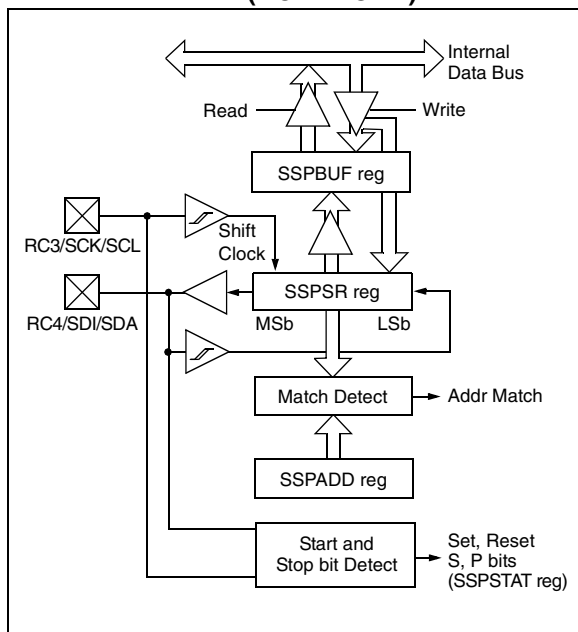 Internal
Data Bus
Read
Write
SSPBUF reg
RC3/SCK/SCL
Shift
Clock
SSPSR reg
RC4/SDI/SDA
MSb
LSb
Match Detect
Addr Match
SSPADD reg
Start and
Stop bit Detect
Set, Reset
S, P bits
(SSPSTAT reg)